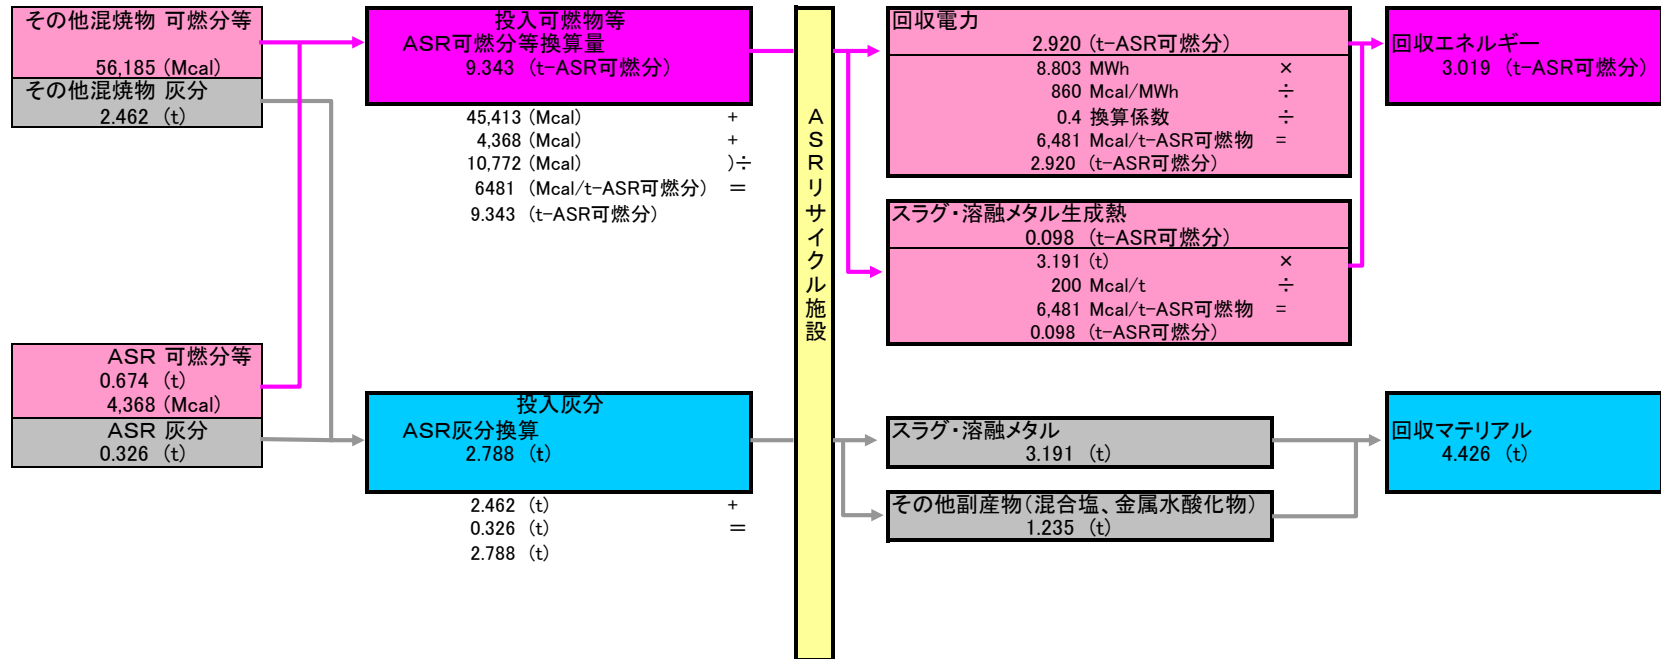 その他混焼物 可燃分等
56,185 (Mcal)
その他混焼物 灰分
2.462 (t)
ASR 可燃分等
0.674 (t)
4,368 (Mcal)
ASR 灰分
0.326 (t)
投入可燃物等
ASR可燃分等換算量
9.343 (t-ASR可燃分)
45,413 (Mcal) +
4,368 (Mcal) +
10,772 (Mcal) )÷
6481 (Mcal/t-ASR可燃分) =
9.343 (t-ASR可燃分)
投入灰分
ASR灰分換算
2.788 (t)
2.462 (t) +
0.326 (t) =
2.788 (t)
ASRリサイクル施設
回収電力
2.920 (t-ASR可燃分)
8.803 MWh ×
860 Mcal/MWh ÷
0.4 換算係数 ÷
6,481 Mcal/t-ASR可燃物 =
2.920 (t-ASR可燃分)
スラグ・溶融メタル生成熱
0.098 (t-ASR可燃分)
3.191 (t) ×
200 Mcal/t ÷
6,481 Mcal/t-ASR可燃物 =
0.098 (t-ASR可燃分)
スラグ・溶融メタル
3.191 (t)
その他副産物(混合塩、金属水酸化物)
1.235 (t)
回収エネルギー
3.019 (t-ASR可燃分)
回収マテリアル
4.426 (t)